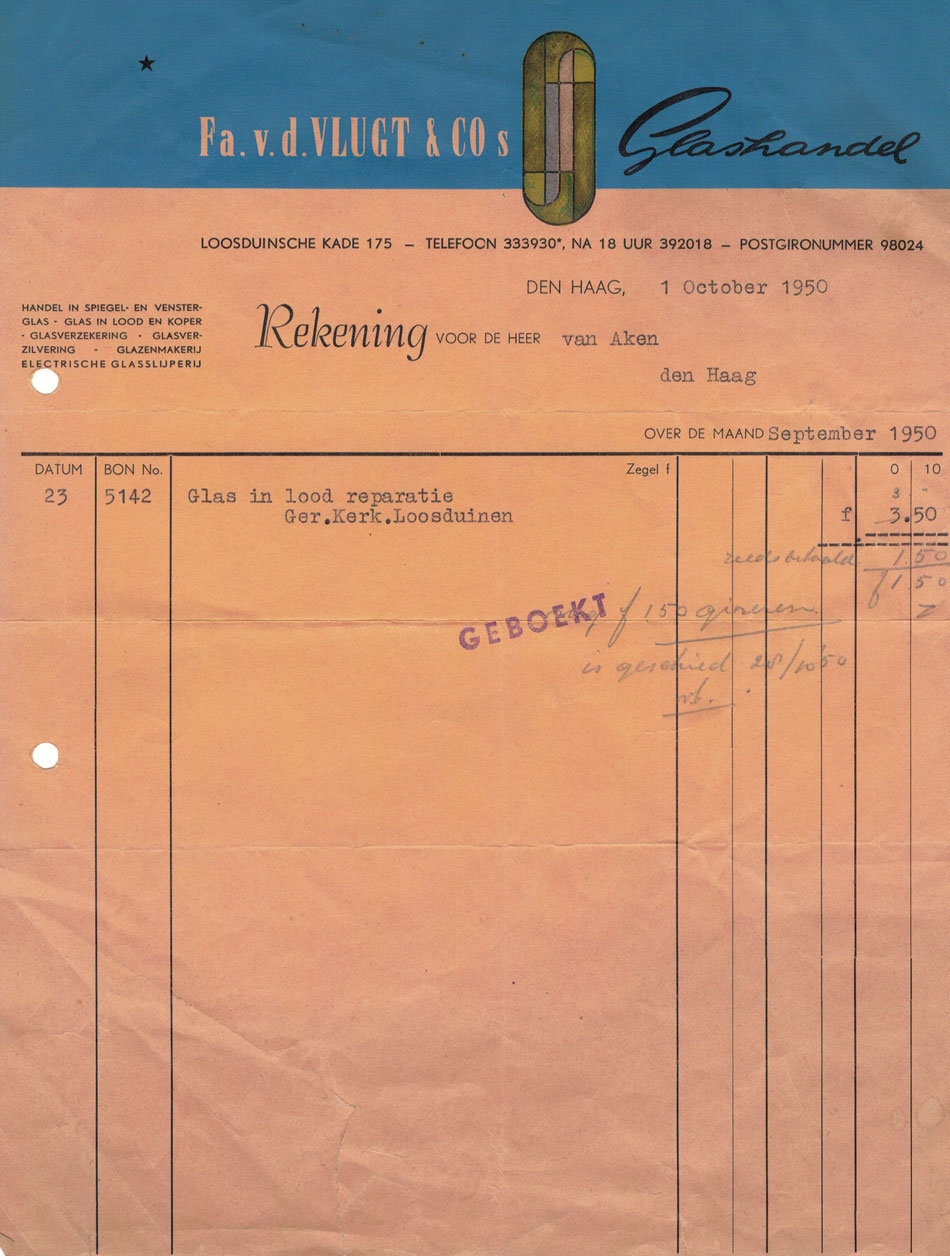 Fa. v. d. VLUGT & CO s Glashandel
LOOSDUINSCHE KADE 175 — TELEFOON 333930*, NA 18 UUR 392018 — POSTGIRONUMMER 98024
DEN HAAG, 1 October 1950
HANDEL IN SPIEGEL- EN VENSTER-
GLAS - GLAS IN LOOD EN KOPER
- GLASVERZEKERING - GLASVER-
ZILVERING - GLAZENMAKERIJ
ELECTRISCHE GLASSLIJPERIJ
Rekening VOOR DE HEER van Aken
den Haag
OVER DE MAAND September 1950
DATUM BON No. Zegel f 0 10
3 -
23 5142 Glas in lood reparatie
Ger.Kerk.Loosduinen f 3.50
reeds betaald 1.50
f 1.50
GEBOEKT
f 1 50 gireren
is geschied 28/10 '50